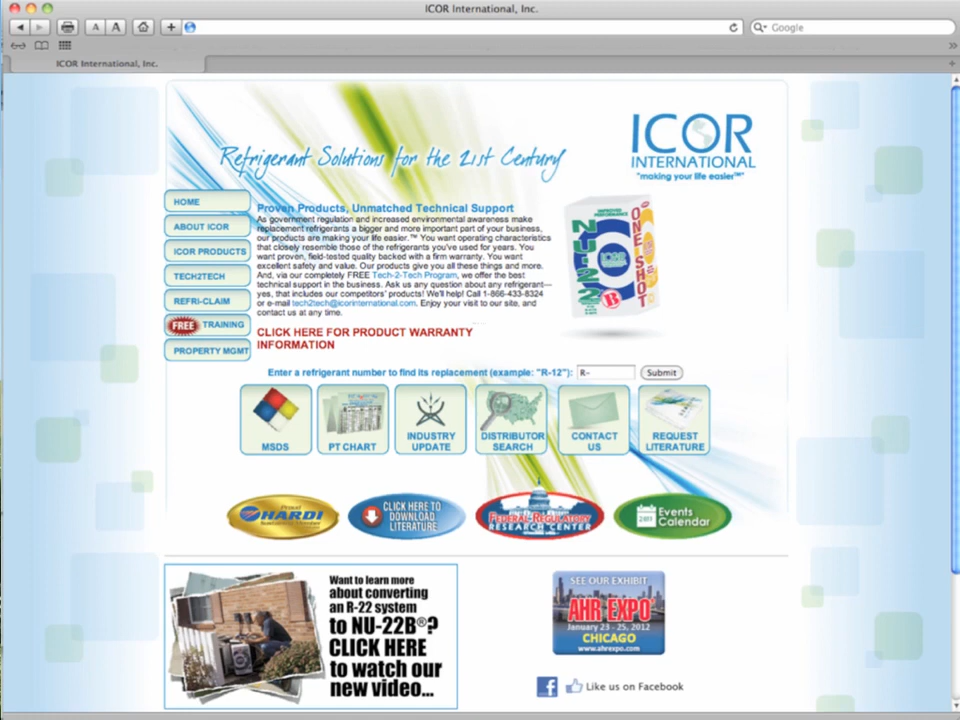 ICOR International, Inc.
A A
Google
ICOR International, Inc.
Refrigerant Solutions for the 21st Century
ICOR
INTERNATIONAL
"making your life easier™"
HOME
ABOUT ICOR
ICOR PRODUCTS
TECH2TECH
REFRI-CLAIM
FREE TRAINING
PROPERTY MGMT
Proven Products, Unmatched Technical Support
As government regulation and increased environmental awareness make
replacement refrigerants a bigger and more important part of your business,
our products are making your life easier.™ You want operating characteristics
that closely resemble those of the refrigerants you've used for years. You
want proven, field-tested quality backed with a firm warranty. You want
excellent safety and value. Our products give you all these things and more.
And, via our completely FREE Tech-2-Tech Program, we offer the best
technical support in the business. Ask us any question about any refrigerant—
yes, that includes our competitors' products! We'll help! Call 1-866-433-8324
or e-mail tech2tech@icorinternational.com. Enjoy your visit to our site, and
contact us at any time.
CLICK HERE FOR PRODUCT WARRANTY
INFORMATION
IMPROVED
PERFORMANCE
NU-22B
ICOR
ONE SHOT
Enter a refrigerant number to find its replacement (example: "R-12"): R- Submit
MSDS
PT CHART
INDUSTRY
UPDATE
DISTRIBUTOR
SEARCH
CONTACT
US
REQUEST
LITERATURE
Proud
HARDI
CLICK HERE TO
DOWNLOAD
LITERATURE
FEDERAL REGULATORY
RESEARCH CENTER
2011
Events
Calendar
Want to learn more
about converting
an R-22 system
to NU-22B®?
CLICK HERE
to watch our
new video...
SEE OUR EXHIBIT
AHR EXPO
January 23 - 25, 2012
CHICAGO
www.ahrexpo.com
f Like us on Facebook